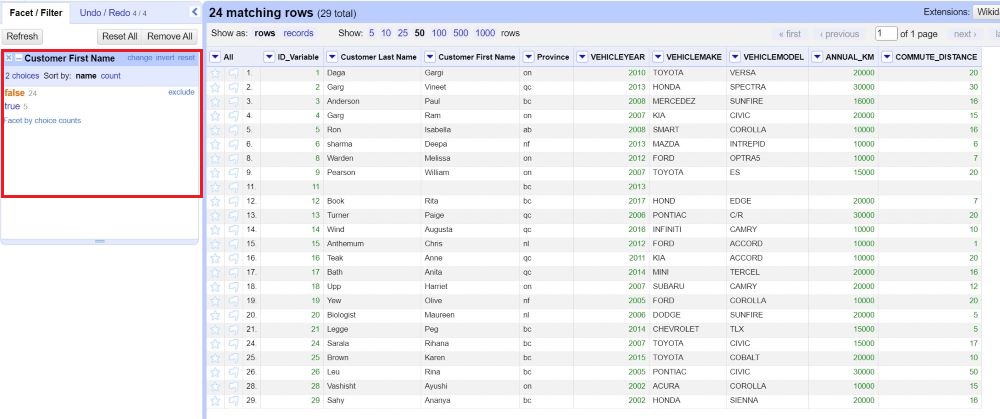 Facet / Filter Undo / Redo 4 / 4
Refresh Reset All Remove All
Customer First Name change invert reset
2 choices Sort by: name count
false 24 exclude
true 5
Facet by choice counts
24 matching rows (29 total) Extensions: Wikida
Show as: rows records Show: 5 10 25 50 100 500 1000 rows « first ‹ previous 1 of 1 page next › la
All ID_Variable Customer Last Name Customer First Name Province VEHICLEYEAR VEHICLEMAKE VEHICLEMODEL ANNUAL_KM COMMUTE_DISTANCE
1. 1 Daga Gargi on 2010 TOYOTA VERSA 20000 20
2. 2 Garg Vineet qc 2013 HONDA SPECTRA 30000 30
3. 3 Anderson Paul bc 2008 MERCEDEZ SUNFIRE 16000 16
4. 4 Garg Ram on 2007 KIA CIVIC 20000 15
5. 5 Ron Isabella ab 2008 SMART COROLLA 10000 16
6. 6 sharma Deepa nf 2013 MAZDA INTREPID 10000 6
8. 8 Warden Melissa on 2012 FORD OPTRA5 10000 7
9. 9 Pearson William on 2007 TOYOTA ES 15000 20
11. 11 bc 2013
12. 12 Book Rita bc 2017 HOND EDGE 20000 7
13. 13 Turner Paige qc 2006 PONTIAC C/R 30000 20
14. 14 Wind Augusta qc 2016 INFINITI CAMRY 10000 10
15. 15 Anthemum Chris nl 2012 FORD ACCORD 10000 1
16. 16 Teak Anne qc 2011 KIA ACCORD 10000 20
17. 17 Bath Anita qc 2014 MINI TERCEL 20000 16
18. 18 Upp Harriet on 2007 SUBARU CAMRY 20000 12
19. 19 Yew Olive nf 2005 FORD COROLLA 10000 20
20. 20 Biologist Maureen nl 2006 DODGE SUNFIRE 20000 5
21. 21 Legge Peg bc 2014 CHEVROLET TLX 15000 5
24. 24 Sarala Rihana bc 2007 TOYOTA CIVIC 15000 17
25. 25 Brown Karen bc 2015 TOYOTA COBALT 20000 10
26. 26 Leu Rina bc 2005 PONTIAC CIVIC 30000 50
28. 28 Vashisht Ayushi on 2002 ACURA COROLLA 10000 15
29. 29 Sahy Ananya bc 2002 HONDA SIENNA 20000 16